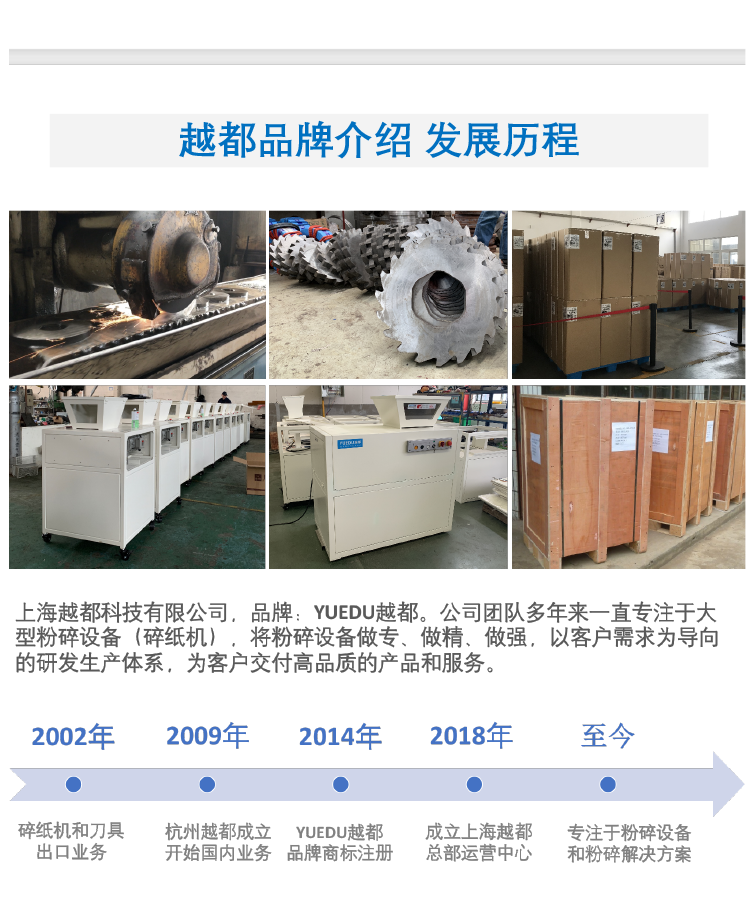 越都品牌介绍 发展历程
YUEDU越都
上海越都科技有限公司，品牌：YUEDU越都。公司团队多年来一直专注于大
型粉碎设备（碎纸机），将粉碎设备做专、做精、做强，以客户需求为导向
的研发生产体系，为客户交付高品质的产品和服务。
2002年
2009年
2014年
2018年
至今
碎纸机和刀具
出口业务
杭州越都成立
开始国内业务
YUEDU越都
品牌商标注册
成立上海越都
总部运营中心
专注于粉碎设备
和粉碎解决方案